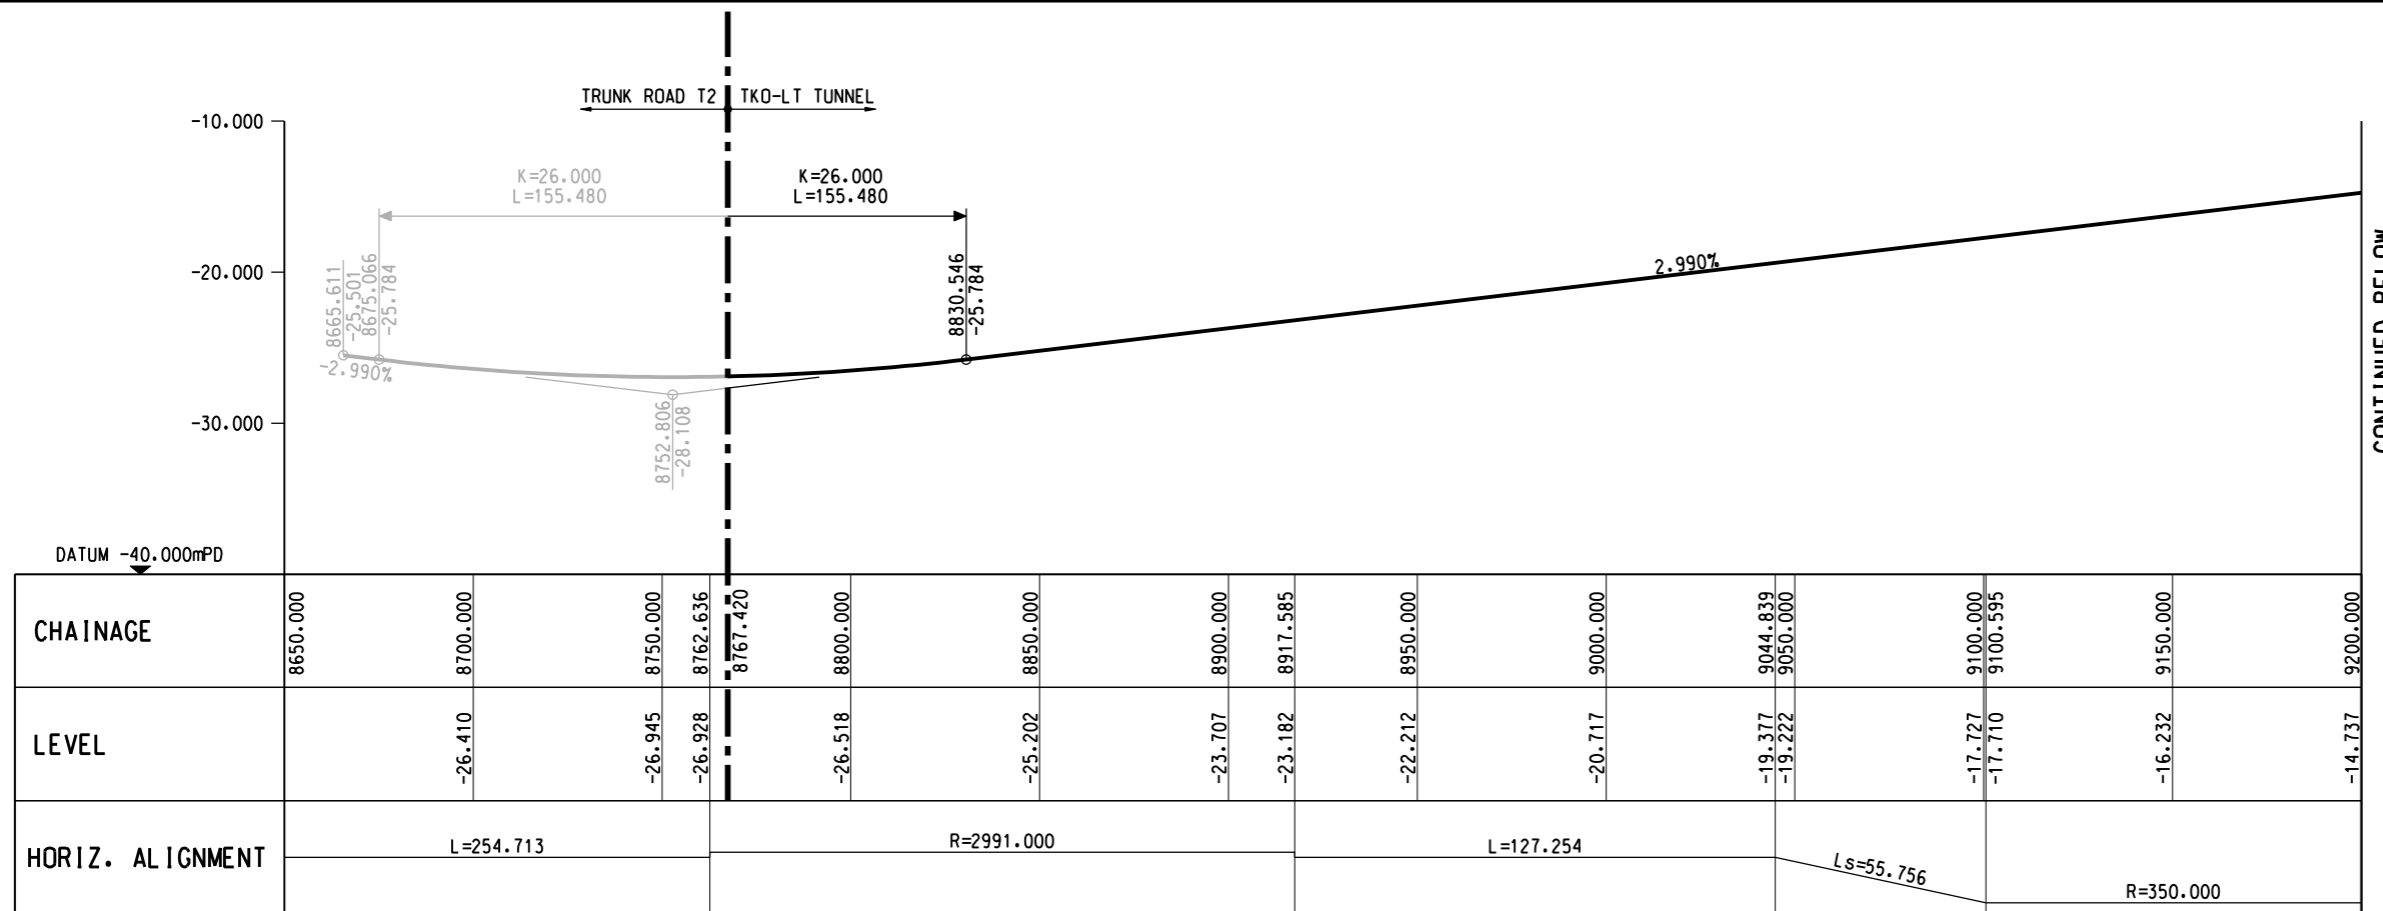 TRUNK ROAD T2
TKO-LT TUNNEL
-10.000
K=26.000
L=155.480
K=26.000
L=155.480
-20.000
8665.611
-25.501
8675.066
-25.784
8830.546
-25.784
2.990%
-2.990%
-30.000
8752.806
-28.108
CONTINUED BELOW
DATUM -40.000mPD
CHAINAGE
8650.000
8700.000
8750.000
8762.636
8767.420
8800.000
8850.000
8900.000
8917.585
8950.000
9000.000
9044.839
9050.000
9100.000
9100.595
9150.000
9200.000
LEVEL
-26.410
-26.945
-26.928
-26.518
-25.202
-23.707
-23.182
-22.212
-20.717
-19.377
-19.222
-17.727
-17.710
-16.232
-14.737
HORIZ. ALIGNMENT
L=254.713
R=2991.000
L=127.254
Ls=55.756
R=350.000